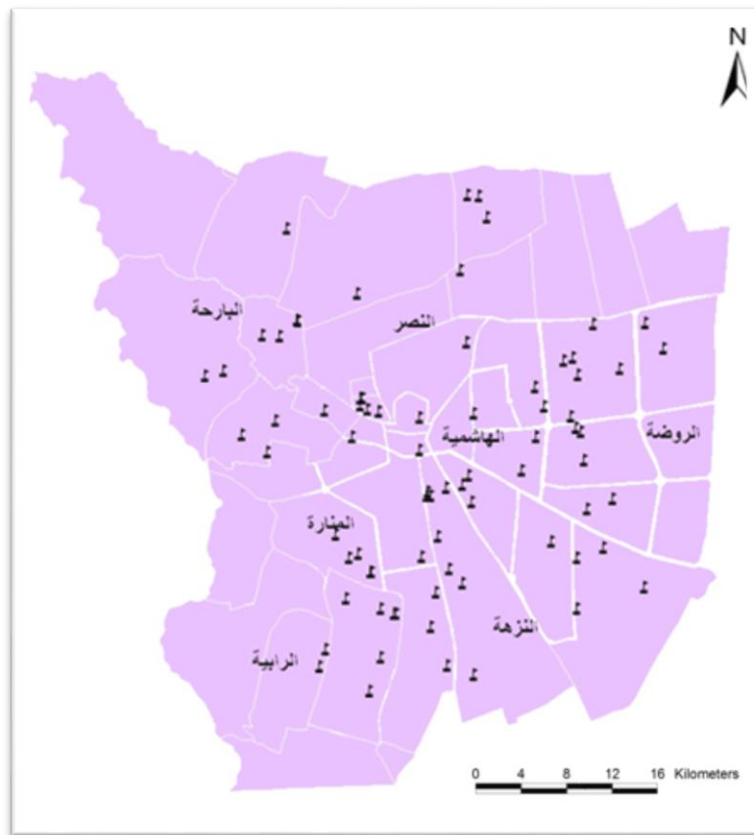 N
البارحة
النصر
الهاشمية
الروضة
المنارة
النزهة
الرابية
0 4 8 12 16 Kilometers